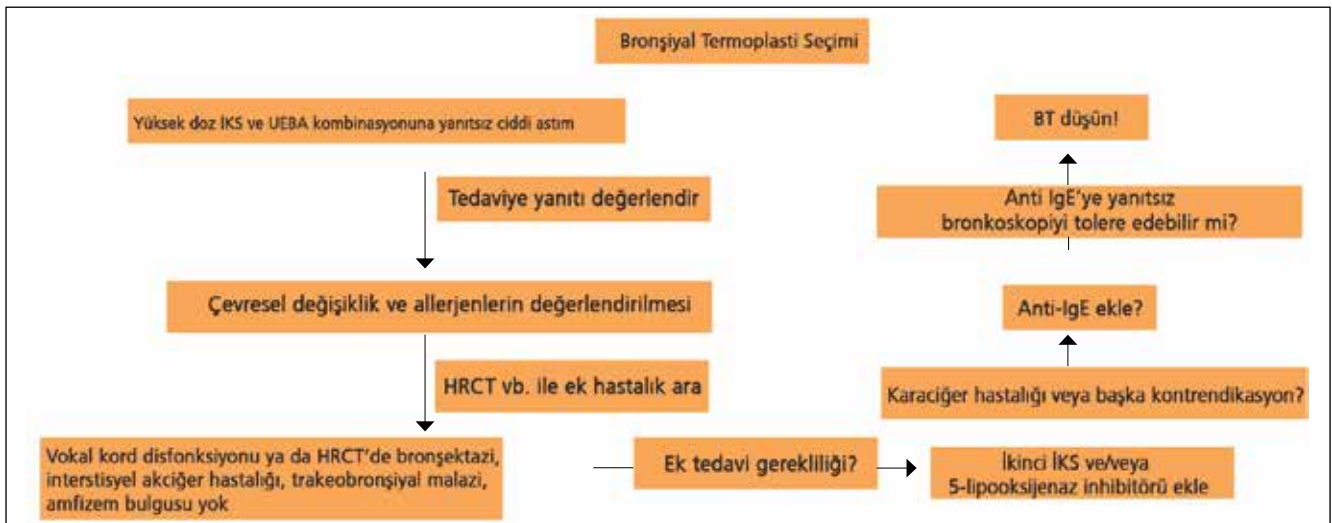 Bronşiyal Termoplasti Seçimi
Yüksek doz İKS ve UEBA kombinasyonuna yanıtsız ciddi astım
Tedaviye yanıtı değerlendir
Çevresel değişiklik ve allerjenlerin değerlendirilmesi
HRCT vb. ile ek hastalık ara
Vokal kord disfonksiyonu ya da HRCT'de bronşektazi,
interstisyel akciğer hastalığı, trakeobronşiyal malazi,
amfizem bulgusu yok
Ek tedavi gerekliliği?
İkinci İKS ve/veya
5-lipooksijenaz inhibitörü ekle
Karaciğer hastalığı veya başka kontrendikasyon?
Anti-IgE ekle?
Anti IgE'ye yanıtsız
bronkoskopiyi tolere edebilir mi?
BT düşün!